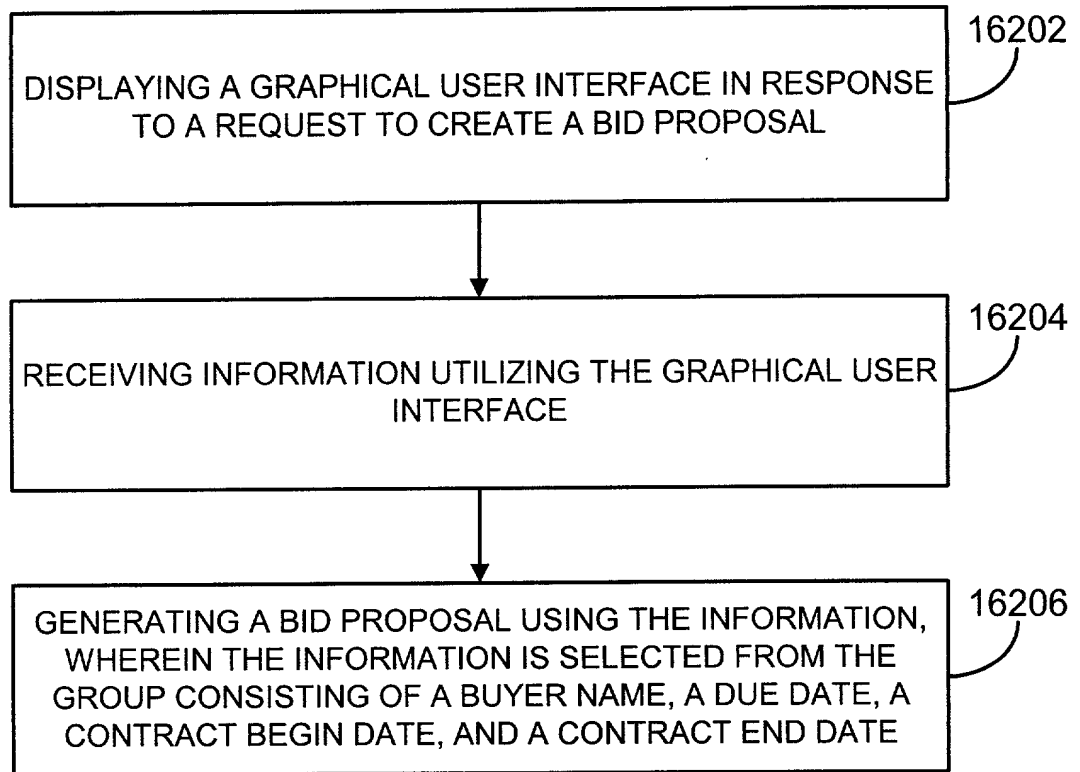 16202
DISPLAYING A GRAPHICAL USER INTERFACE IN RESPONSE
TO A REQUEST TO CREATE A BID PROPOSAL
16204
RECEIVING INFORMATION UTILIZING THE GRAPHICAL USER
INTERFACE
16206
GENERATING A BID PROPOSAL USING THE INFORMATION,
WHEREIN THE INFORMATION IS SELECTED FROM THE
GROUP CONSISTING OF A BUYER NAME, A DUE DATE, A
CONTRACT BEGIN DATE, AND A CONTRACT END DATE